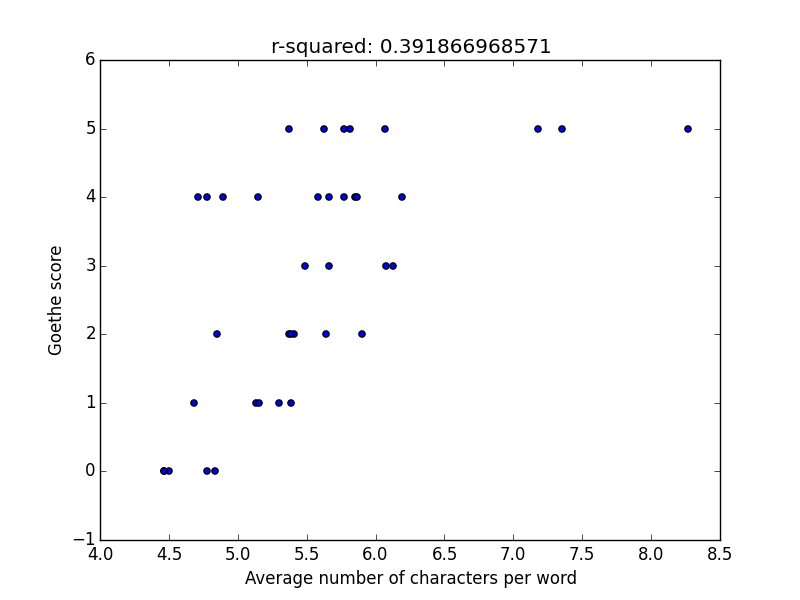 r-squared: 0.391866968571
6
5
4
3
2
1
0
−1
Goethe score
4.0 4.5 5.0 5.5 6.0 6.5 7.0 7.5 8.0 8.5
Average number of characters per word